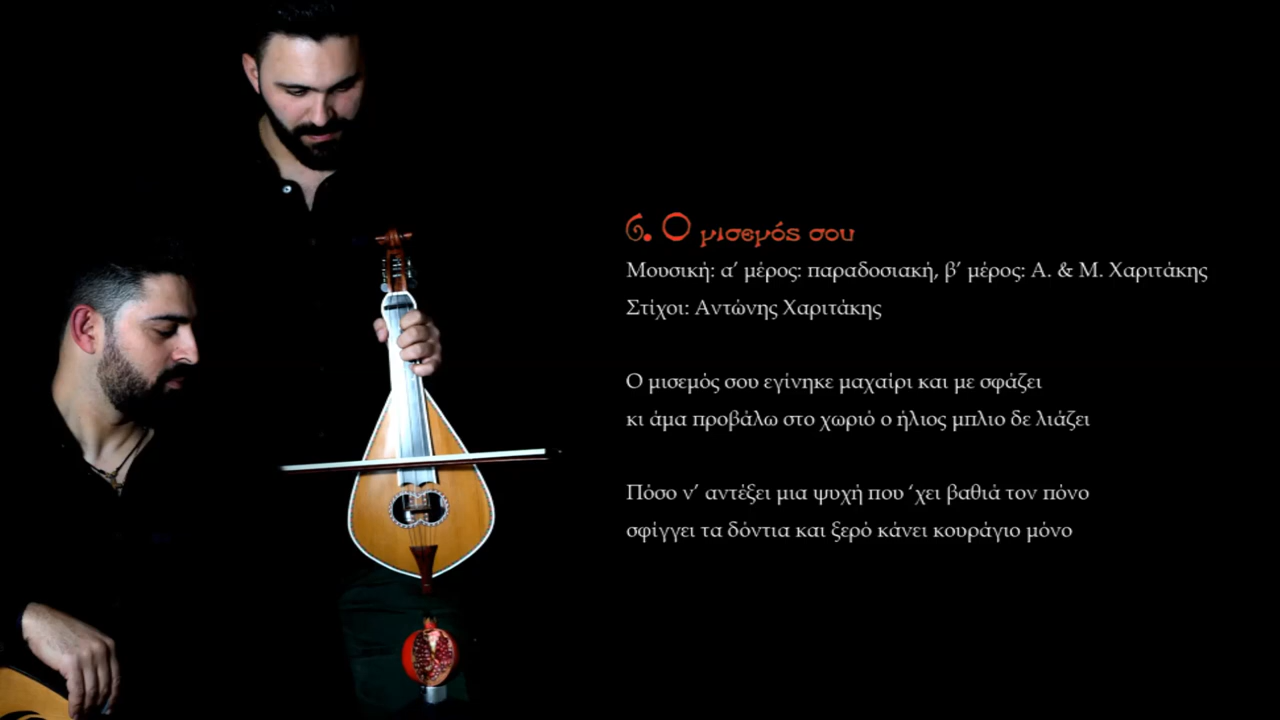 6. Ο μισεμός σου
Μουσική: α’ μέρος: παραδοσιακή, β’ μέρος: Α. & Μ. Χαριτάκης
Στίχοι: Αντώνης Χαριτάκης
Ο μισεμός σου εγίνηκε μαχαίρι και με σφάζει
κι άμα προβάλω στο χωριό ο ήλιος μπλιο δε λιάζει
Πόσο ν’ αντέξει μια ψυχή που ‘χει βαθιά τον πόνο
σφίγγει τα δόντια και ξερό κάνει κουράγιο μόνο